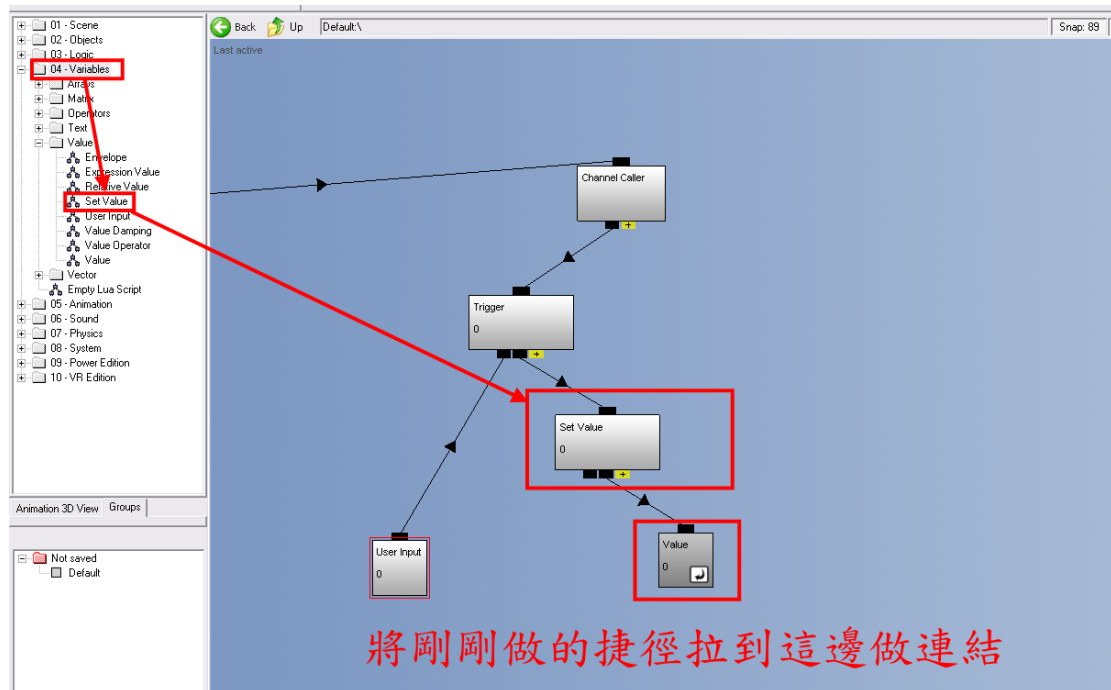 Back Up Default:\ Snap: 89
01 - Scene
02 - Objects
03 - Logic
04 - Variables
Arrays
Matrix
Operators
Text
Value
Envelope
Expression Value
Relative Value
Set Value
User Input
Value Damping
Value Operator
Value
Vector
Empty Lua Script
05 - Animation
06 - Sound
07 - Physics
08 - System
09 - Power Edition
10 - VR Edition
Animation 3D View Groups
Not saved
Default
Last active
Channel Caller
+
Trigger
0
+
Set Value
0
+
User Input
0
Value
0
將剛剛做的捷徑拉到這邊做連結